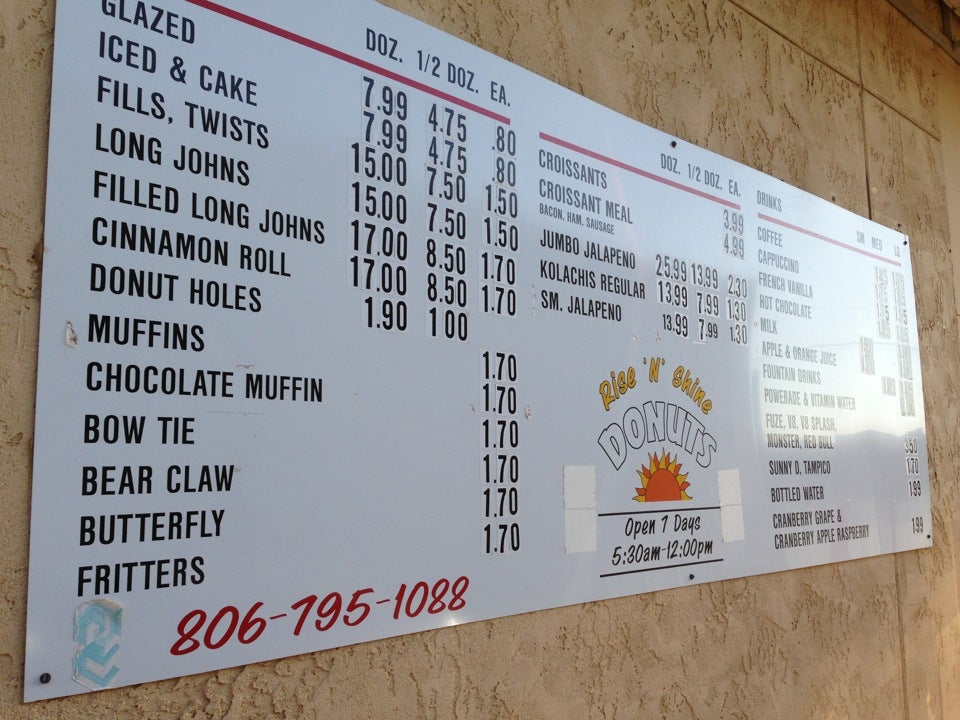 DOZ. 1/2 DOZ. EA.
GLAZED 7.99 4.75 .80
ICED & CAKE 7.99 4.75 .80
FILLS, TWISTS 15.00 7.50 1.50
LONG JOHNS 15.00 7.50 1.50
FILLED LONG JOHNS 17.00 8.50 1.70
CINNAMON ROLL 17.00 8.50 1.70
DONUT HOLES 1.90 1 00
MUFFINS 1.70
CHOCOLATE MUFFIN 1.70
BOW TIE 1.70
BEAR CLAW 1.70
BUTTERFLY 1.70
FRITTERS 1.70
806-795-1088
DOZ. 1/2 DOZ. EA.
CROISSANTS 3.99
CROISSANT MEAL 4.99
BACON, HAM, SAUSAGE
JUMBO JALAPENO 25.99 13.99 2.30
KOLACHIS REGULAR 13.99 7.99 1.30
SM. JALAPENO 13.99 7.99 1.30
Rise 'N' Shine
DONUTS
Open 7 Days
5:30am-12:00pm
DRINKS
SM MED LG
COFFEE
CAPPUCCINO
FRENCH VANILLA
HOT CHOCOLATE
MILK
APPLE & ORANGE JUICE
FOUNTAIN DRINKS
POWERADE & VITAMIN WATER
FUZE, V8, V8 SPLASH,
MONSTER, RED BULL 3.50
SUNNY D, TAMPICO 1.70
BOTTLED WATER 199
CRANBERRY GRAPE &
CRANBERRY APPLE RASPBERRY 199